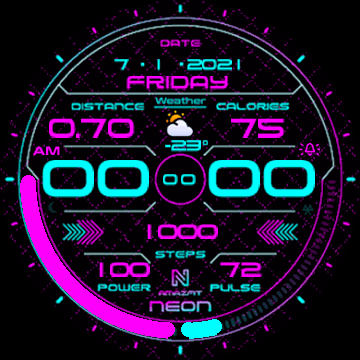 DATE
7 · 1 · 2021
FRIDAY
DISTANCE Weather CALORIES
0.70 75
-23°
AM
00 00 00
1000
STEPS
100 72
POWER AMAZFIT PULSE
NEON